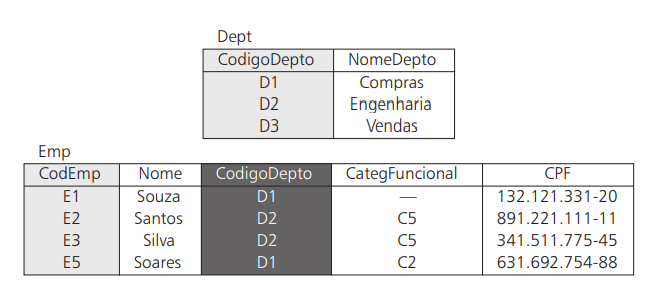 Dept
CodigoDepto NomeDepto
D1 Compras
D2 Engenharia
D3 Vendas
Emp
CodEmp Nome CodigoDepto CategFuncional CPF
E1 Souza D1 — 132.121.331-20
E2 Santos D2 C5 891.221.111-11
E3 Silva D2 C5 341.511.775-45
E5 Soares D1 C2 631.692.754-88